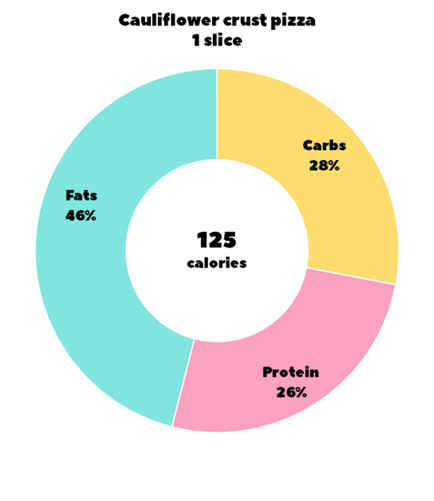 Cauliflower crust pizza
1 slice
Carbs
28%
Fats
46%
125
calories
Protein
26%